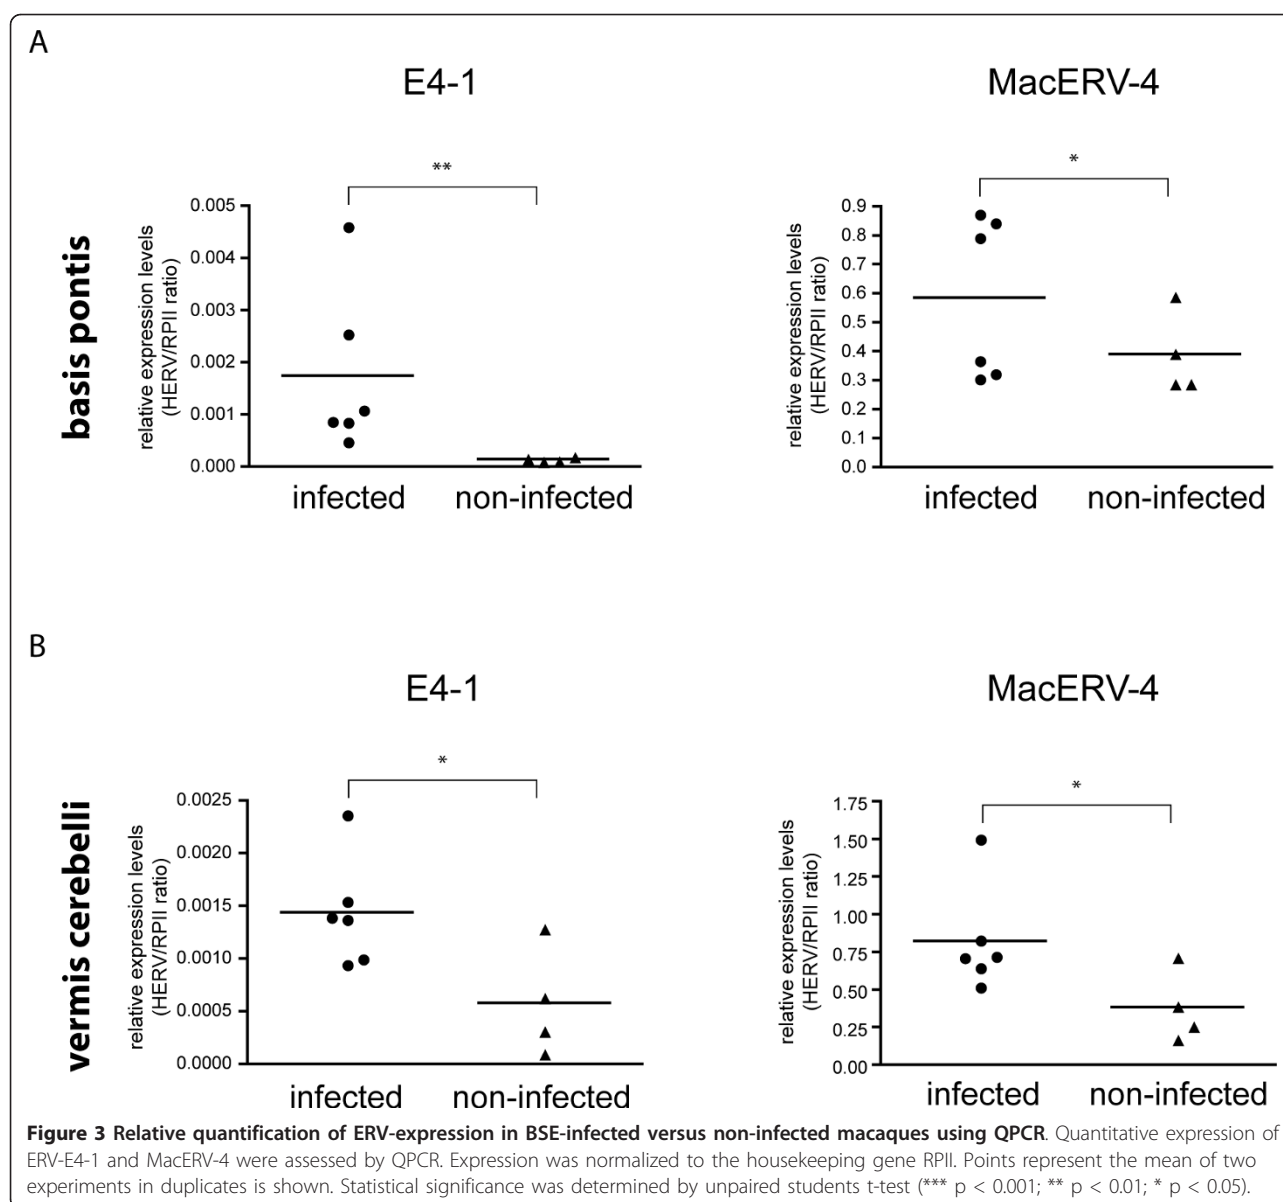 A
E4-1
MacERV-4
**
*
basis pontis
relative expression levels
(HERV/RPII ratio)
0.005
0.004
0.003
0.002
0.001
0.000
infected
non-infected
relative expression levels
(HERV/RPII ratio)
0.9
0.8
0.7
0.6
0.5
0.4
0.3
0.2
0.1
0.0
infected
non-infected
B
E4-1
MacERV-4
*
*
vermis cerebelli
relative expression levels
(HERV/RPII ratio)
0.0025
0.0020
0.0015
0.0010
0.0005
0.0000
infected
non-infected
relative expression levels
(HERV/RPII ratio)
1.75
1.50
1.25
1.00
0.75
0.50
0.25
0.00
infected
non-infected
Figure 3 Relative quantification of ERV-expression in BSE-infected versus non-infected macaques using QPCR. Quantitative expression of
ERV-E4-1 and MacERV-4 were assessed by QPCR. Expression was normalized to the housekeeping gene RPII. Points represent the mean of two
experiments in duplicates is shown. Statistical significance was determined by unpaired students t-test (*** p < 0.001; ** p < 0.01; * p < 0.05).